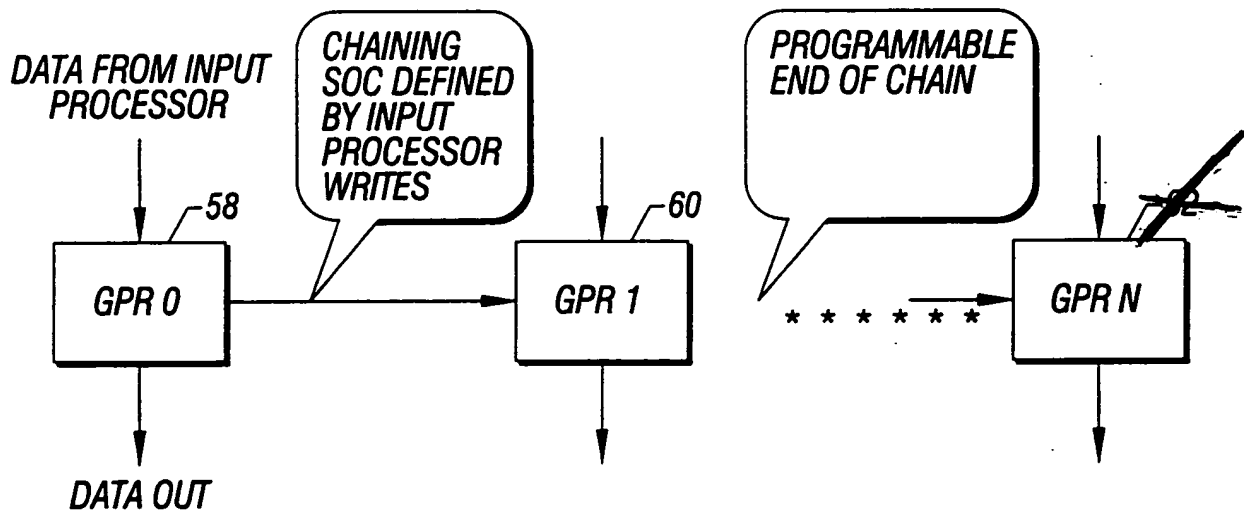 DATA FROM INPUT
PROCESSOR
CHAINING
SOC DEFINED
BY INPUT
PROCESSOR
WRITES
PROGRAMMABLE
END OF CHAIN
58
60
GPR 0
GPR 1
* * * * * *
GPR N
DATA OUT